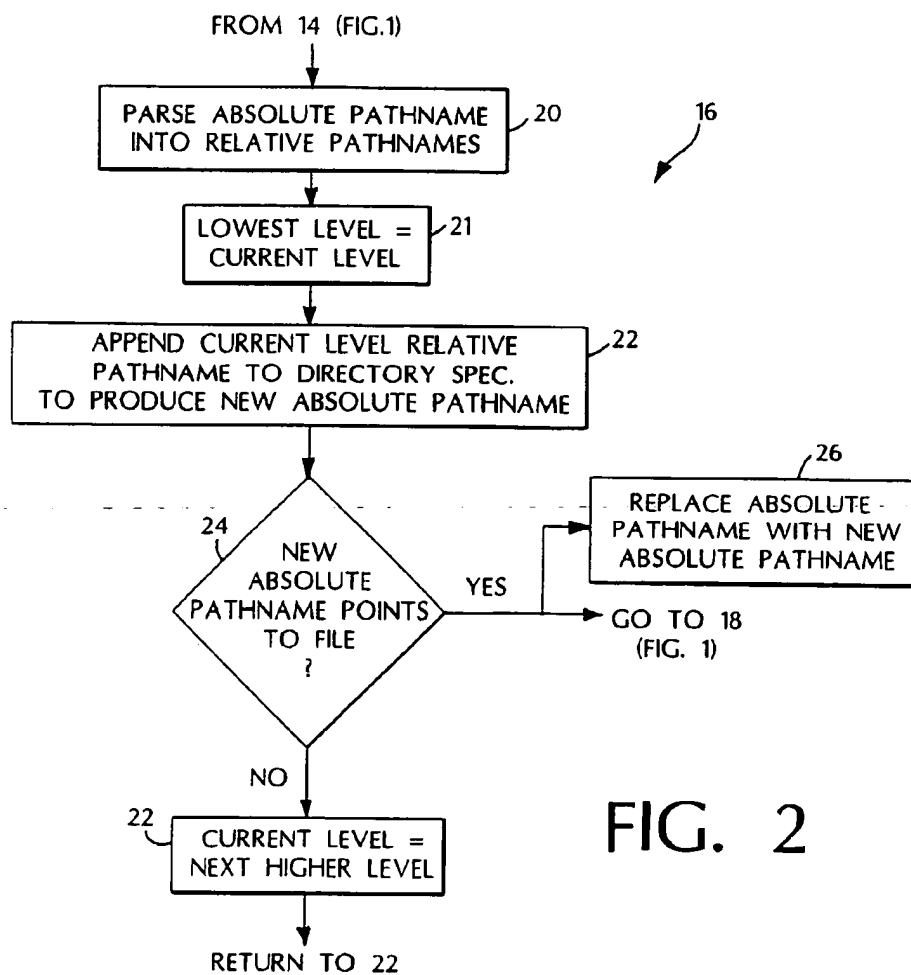 FROM 14 (FIG.1)
PARSE ABSOLUTE PATHNAME
INTO RELATIVE PATHNAMES
20
16
LOWEST LEVEL =
CURRENT LEVEL
21
APPEND CURRENT LEVEL RELATIVE
PATHNAME TO DIRECTORY SPEC.
TO PRODUCE NEW ABSOLUTE PATHNAME
22
26
REPLACE ABSOLUTE
PATHNAME WITH NEW
ABSOLUTE PATHNAME
24
NEW
ABSOLUTE
PATHNAME POINTS
TO FILE
?
YES
GO TO 18
(FIG. 1)
NO
22
CURRENT LEVEL =
NEXT HIGHER LEVEL
RETURN TO 22
FIG. 2